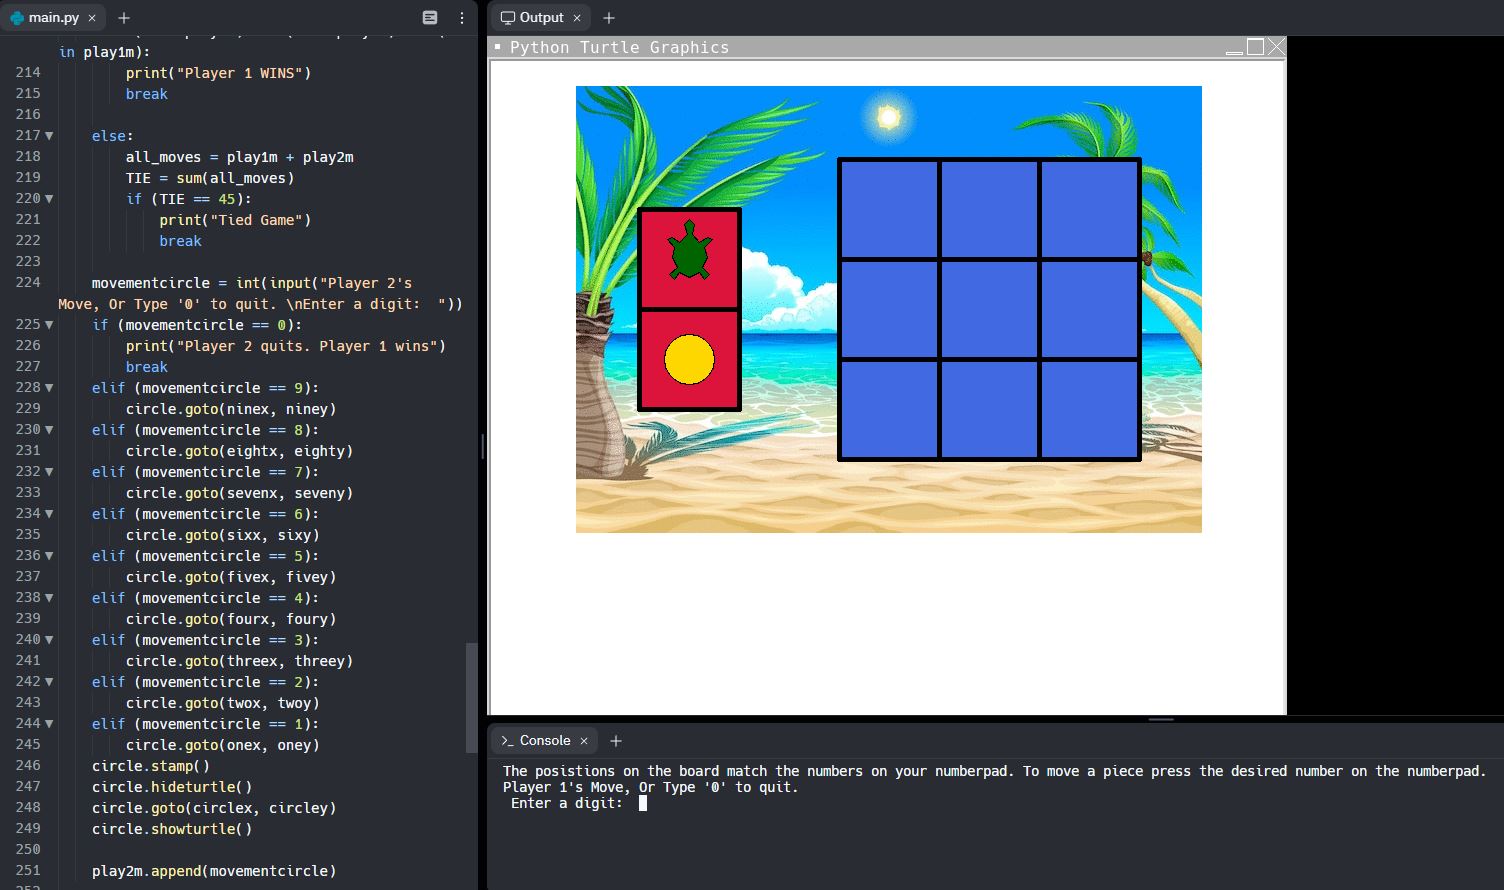 main.py
in play1m):
214 print("Player 1 WINS")
215 break
216
217 else:
218 all_moves = play1m + play2m
219 TIE = sum(all_moves)
220 if (TIE == 45):
221 print("Tied Game")
222 break
223
224 movementcircle = int(input("Player 2's
Move, Or Type '0' to quit. \nEnter a digit:  "))
225 if (movementcircle == 0):
226 print("Player 2 quits. Player 1 wins")
227 break
228 elif (movementcircle == 9):
229 circle.goto(ninex, niney)
230 elif (movementcircle == 8):
231 circle.goto(eightx, eighty)
232 elif (movementcircle == 7):
233 circle.goto(sevenx, seveny)
234 elif (movementcircle == 6):
235 circle.goto(sixx, sixy)
236 elif (movementcircle == 5):
237 circle.goto(fivex, fivey)
238 elif (movementcircle == 4):
239 circle.goto(fourx, foury)
240 elif (movementcircle == 3):
241 circle.goto(threex, threey)
242 elif (movementcircle == 2):
243 circle.goto(twox, twoy)
244 elif (movementcircle == 1):
245 circle.goto(onex, oney)
246 circle.stamp()
247 circle.hideturtle()
248 circle.goto(circlex, circley)
249 circle.showturtle()
250
251 play2m.append(movementcircle)
Output
Python Turtle Graphics
Console
The posistions on the board match the numbers on your numberpad. To move a piece press the desired number on the numberpad.
Player 1's Move, Or Type '0' to quit.
Enter a digit: